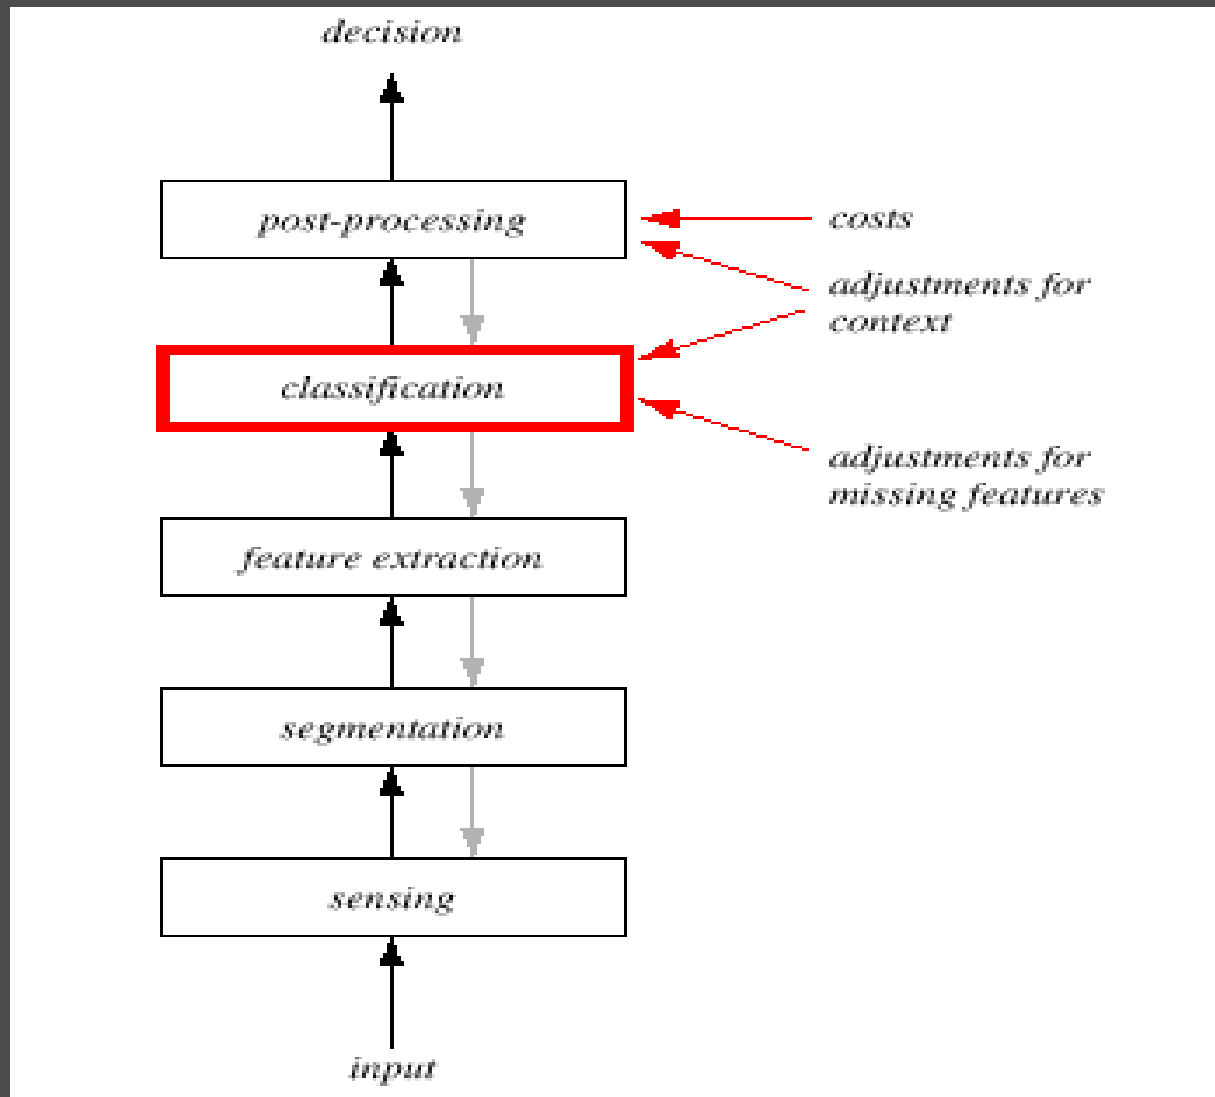 decision
post-processing
costs
adjustments for
context
classification
adjustments for
missing features
feature extraction
segmentation
sensing
input